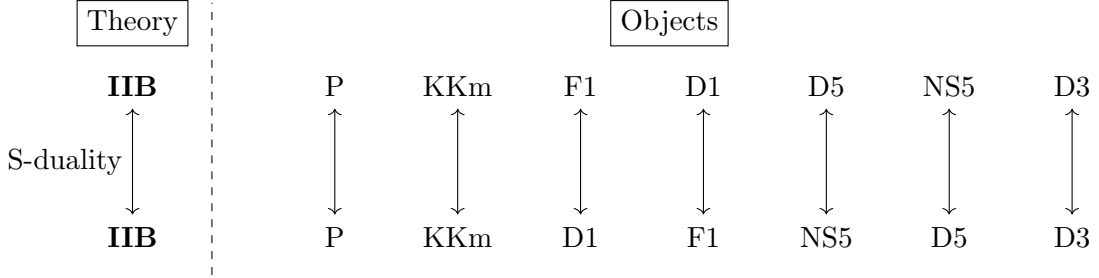 Theory Objects
IIB P KKm F1 D1 D5 NS5 D3
S-duality
IIB P KKm D1 F1 NS5 D5 D3